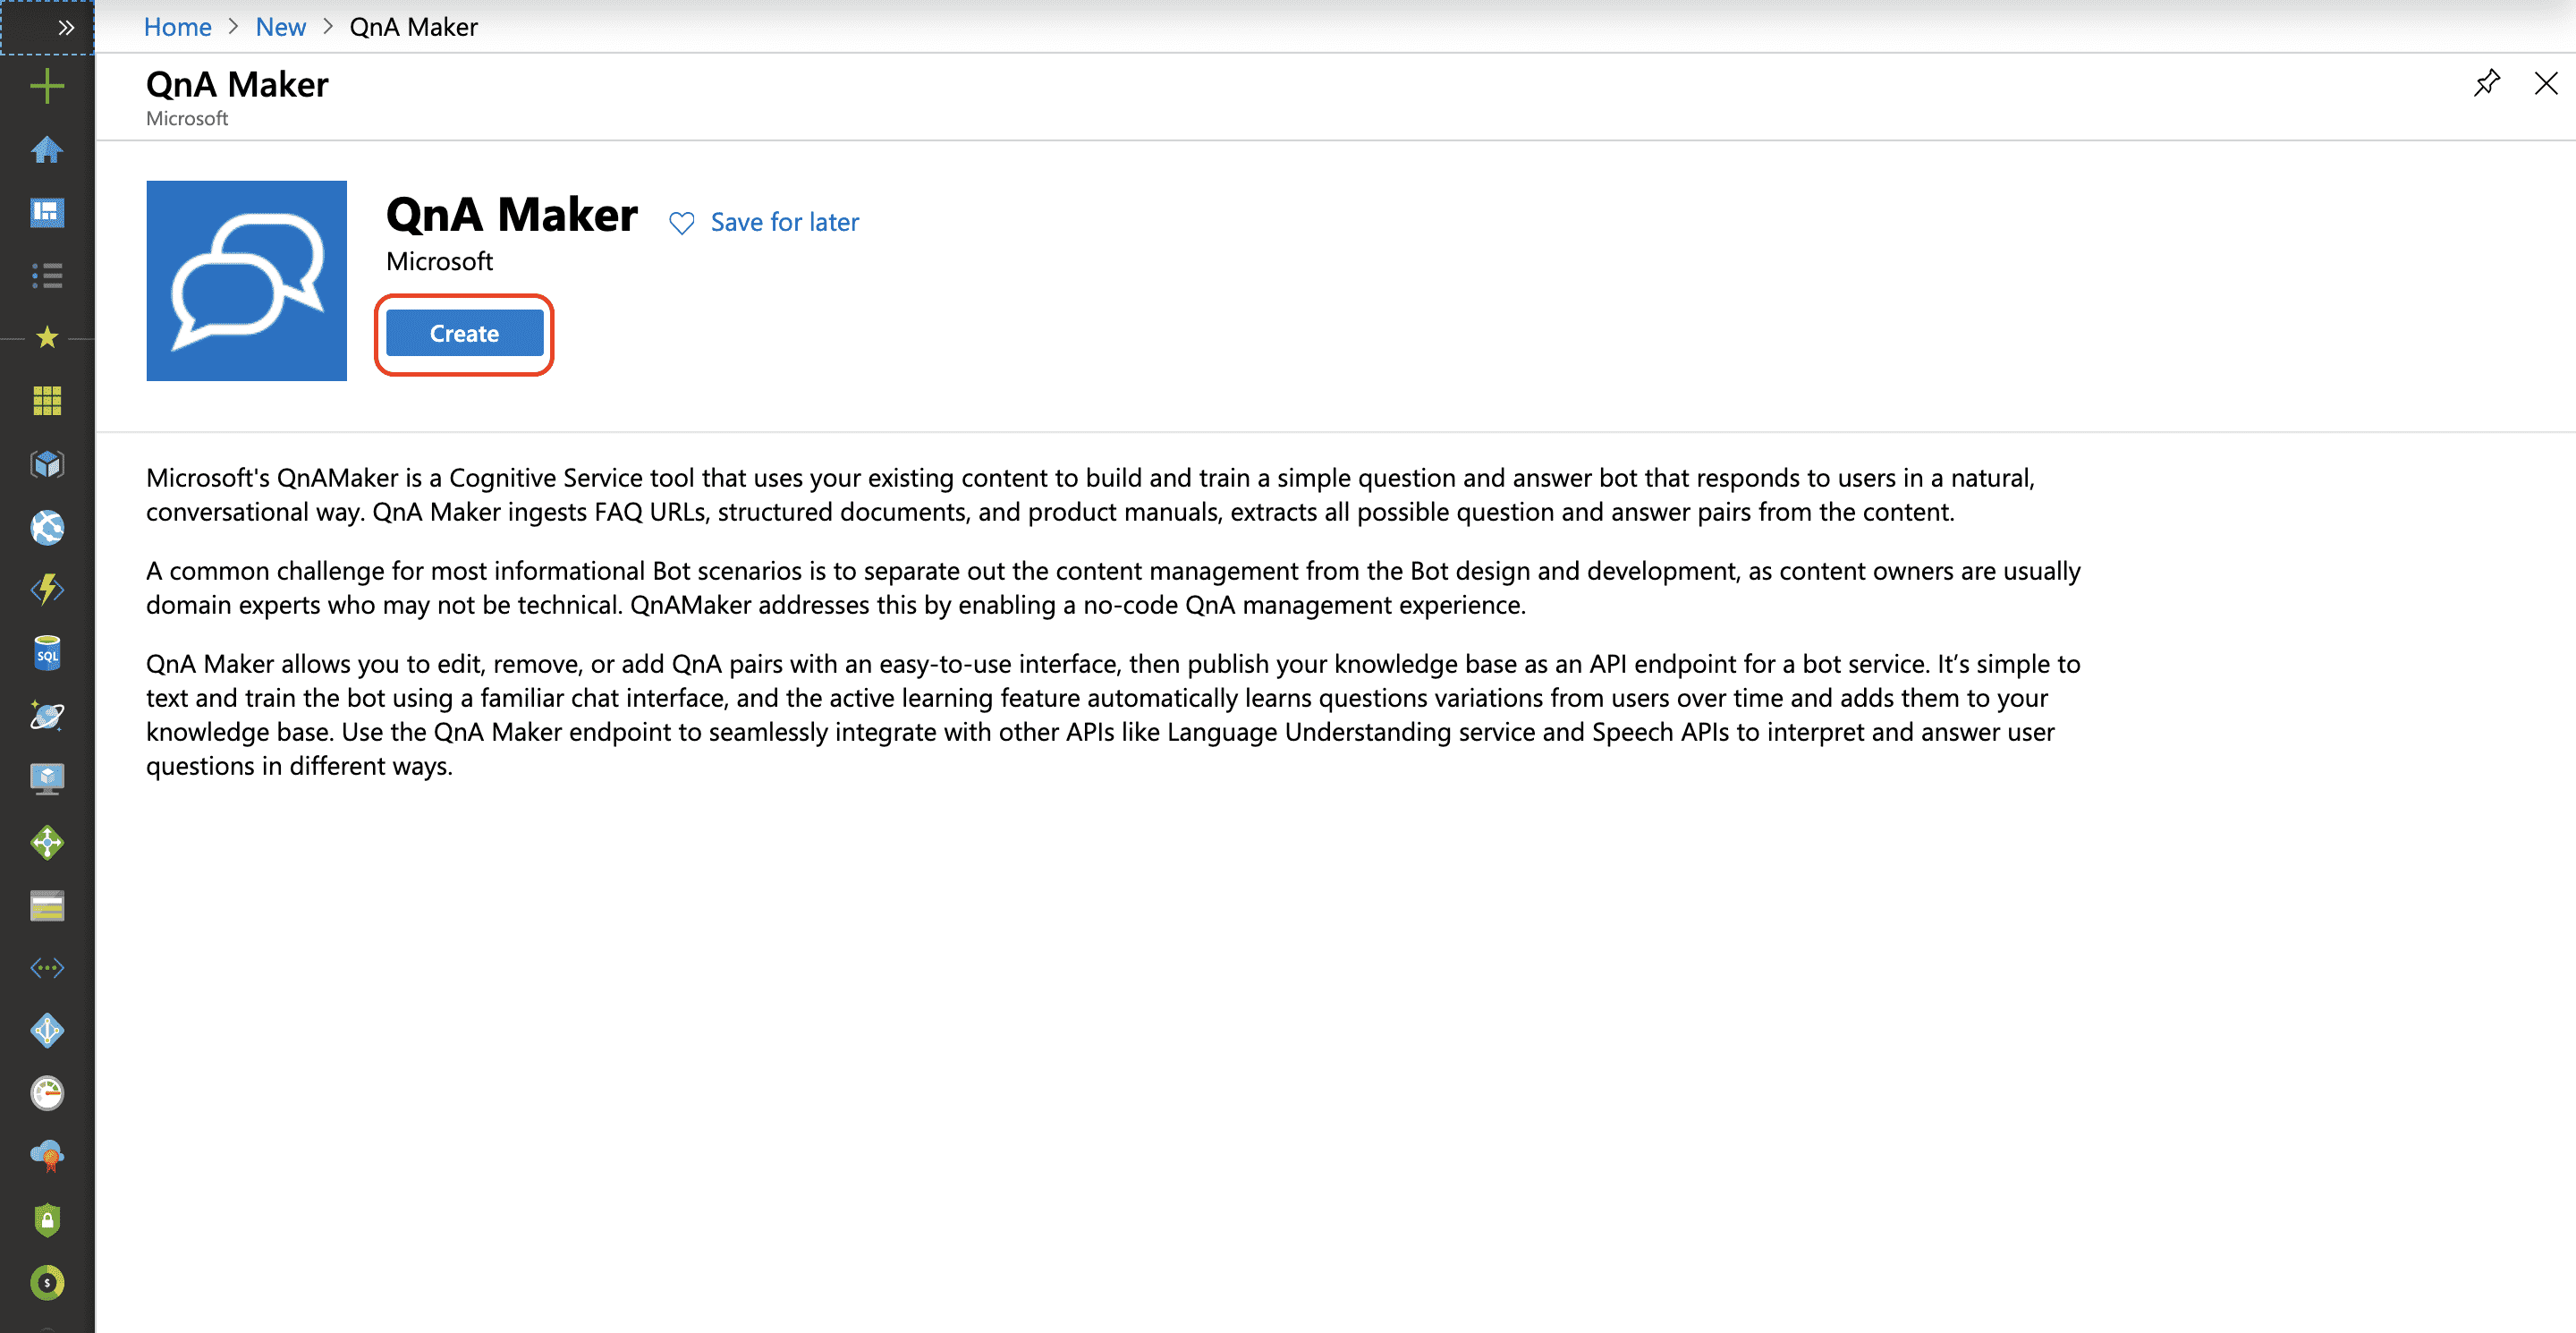 Home > New > QnA Maker
QnA Maker
Microsoft
QnA Maker
Save for later
Microsoft
Create
Microsoft's QnAMaker is a Cognitive Service tool that uses your existing content to build and train a simple question and answer bot that responds to users in a natural,
conversational way. QnA Maker ingests FAQ URLs, structured documents, and product manuals, extracts all possible question and answer pairs from the content.
A common challenge for most informational Bot scenarios is to separate out the content management from the Bot design and development, as content owners are usually
domain experts who may not be technical. QnAMaker addresses this by enabling a no-code QnA management experience.
QnA Maker allows you to edit, remove, or add QnA pairs with an easy-to-use interface, then publish your knowledge base as an API endpoint for a bot service. It’s simple to
text and train the bot using a familiar chat interface, and the active learning feature automatically learns questions variations from users over time and adds them to your
knowledge base. Use the QnA Maker endpoint to seamlessly integrate with other APIs like Language Understanding service and Speech APIs to interpret and answer user
questions in different ways.
SQL
$